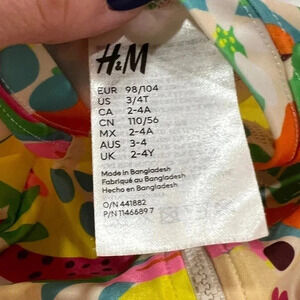 H&M
EUR 98/104
US 3/4T
CA 2-4A
CN 110/56
MX 2-4A
AUS 3-4
UK 2-4Y
Made in Bangladesh
Fabriqué au Bangladesh
Hecho en Bangladesh
O/N 441882
P/N 1146689 7